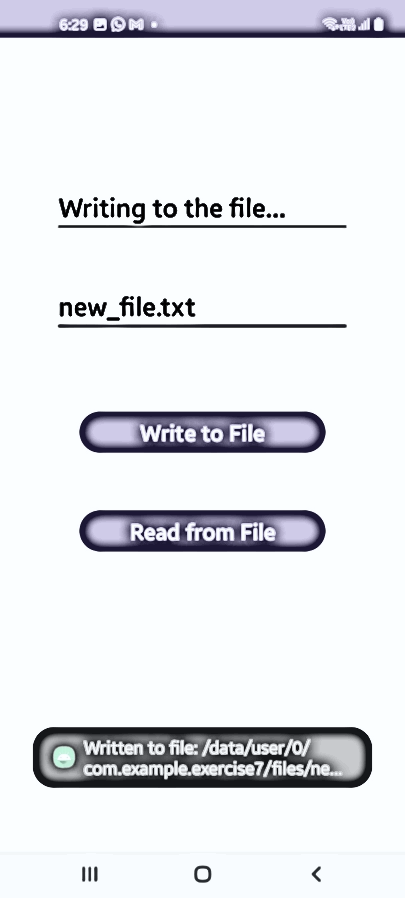 6:29
Writing to the file...
new_file.txt
Write to File
Read from File
Written to file: /data/user/0/
com.example.exercise7/files/ne...